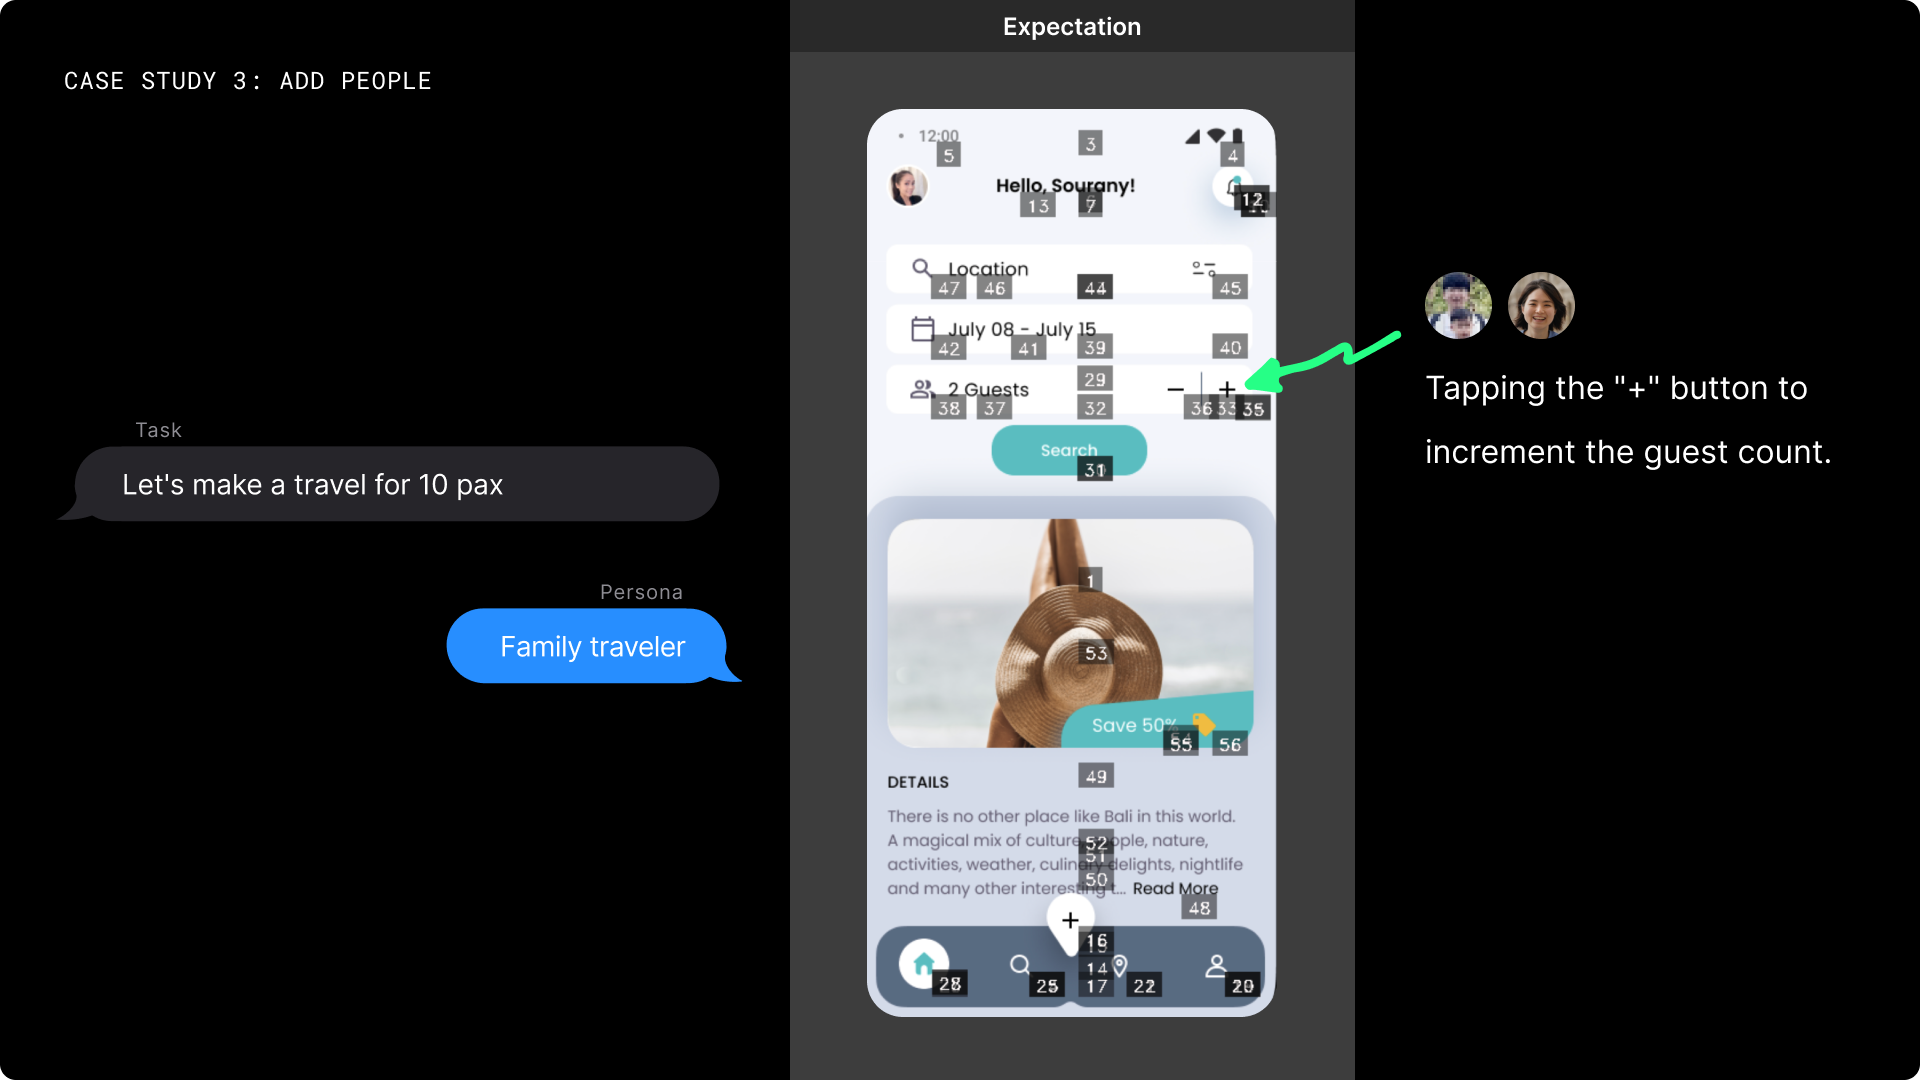 Expectation
CASE STUDY 3: ADD PEOPLE
Task
Let's make a travel for 10 pax
Persona
Family traveler
12:00
3
5
4
Hello, Sourany!
13
7
12
Location
47
46
44
45
July 08 - July 15
42
41
39
40
29
2 Guests
38
37
32
36
33
35
Search
31
1
53
Save 50%
55
56
49
DETAILS
There is no other place like Bali in this world.
A magical mix of culture, people, nature,
52
51
activities, weather, culinary delights, nightlife
50
and many other interesting t... Read More
48
+
16
14
17
25
22
Tapping the "+" button to
increment the guest count.